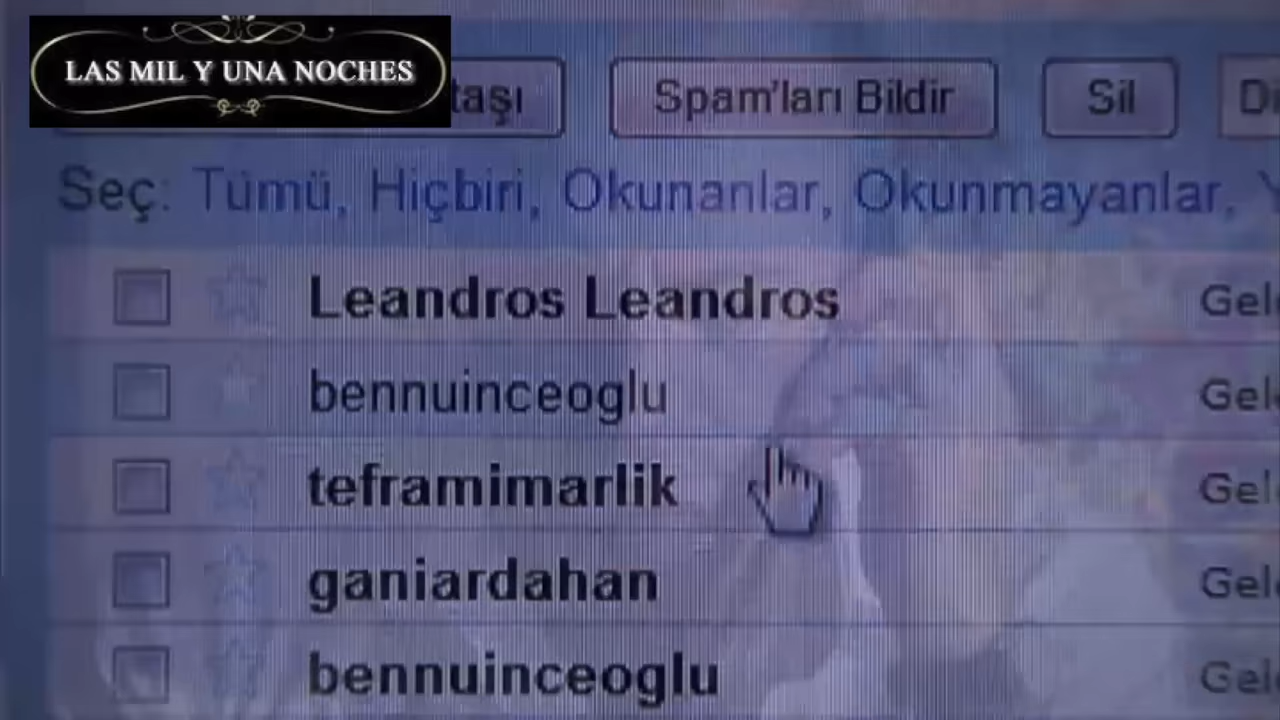 LAS MIL Y UNA NOCHES
Spam'ları Bildir
Sil
Seç: Tümü, Hiçbiri, Okunanlar, Okunmayanlar,
Leandros Leandros
bennuinceoglu
teframimarlik
ganiardahan
bennuinceoglu